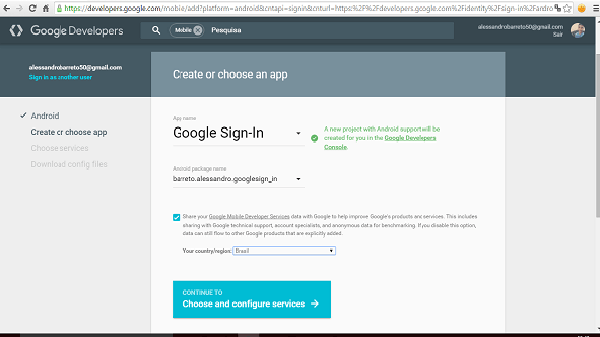 https://developers.google.com/mobile/add?platform=android&cntapi=signin&cnturl=https:%2F%2Fdevelopers.google.com%2Fidentity%2Fsign-in%2Fandro
Google Developers
Mobile
Pesquisa
alessandrobarreto50@gmail.com
Sair
alessandrobarreto50@gmail.com
Sign in as another user
Create or choose an app
Android
Create or choose app
Choose services
Download config files
App name
Google Sign-In
A new project with Android support will be
created for you in the Google Developers
Console.
Android package name
barreto.alessandro.googlesign_in
Share your Google Mobile Developer Services data with Google to help improve Google's products and services. This includes
sharing with Google technical support, account specialists, and anonymous data for benchmarking. If you disable this option,
data can still flow to other Google products that are explicitly added.
Your country/region: Brasil
CONTINUE TO
Choose and configure services